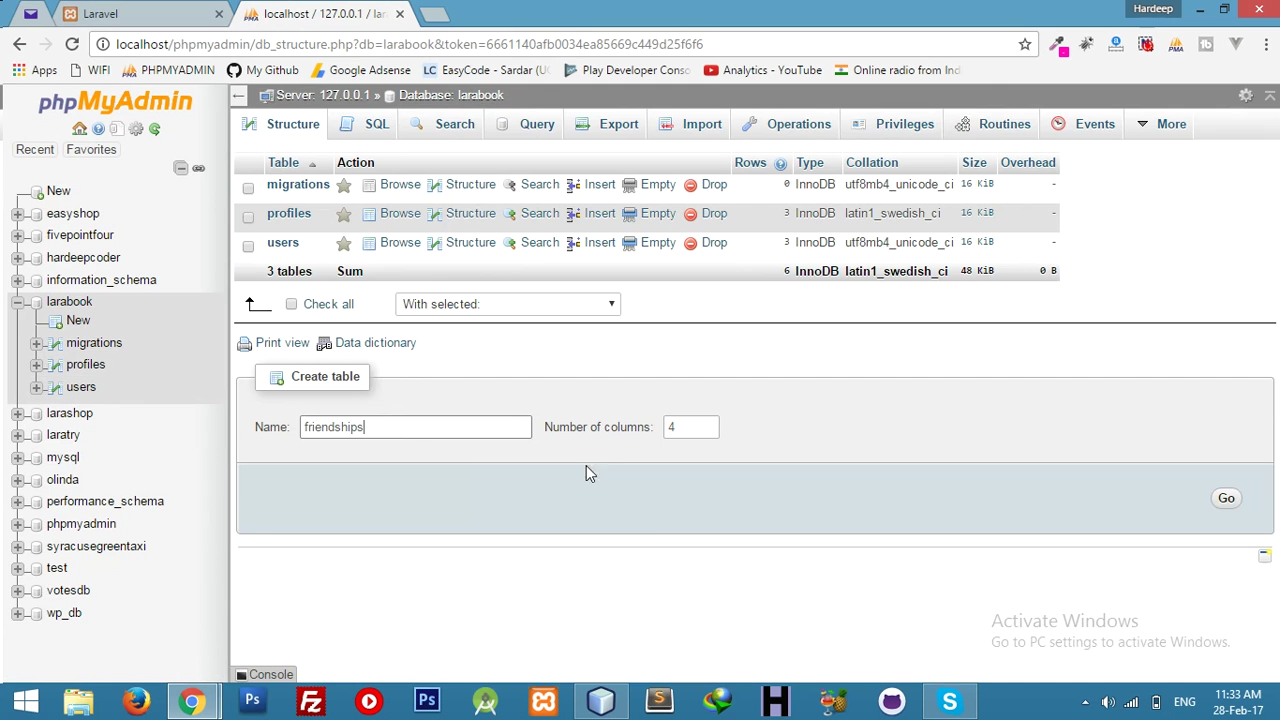 Laravel
localhost / 127.0.0.1 / lar
Hardeep
localhost/phpmyadmin/db_structure.php?db=larabook&token=6661140afb0034ea85669c449d25f6f6
Apps WIFI PHPMYADMIN My Github Google Adsense EasyCode - Sardar (UC Play Developer Conso Analytics - YouTube Online radio from Ind
phpMyAdmin
Server: 127.0.0.1 » Database: larabook
Structure SQL Search Query Export Import Operations Privileges Routines Events More
Recent Favorites
New
easyshop
fivepointfour
hardeepcoder
information_schema
larabook
New
migrations
profiles
users
larashop
laratry
mysql
olinda
performance_schema
phpmyadmin
syracusegreentaxi
test
votesdb
wp_db
Table Action Rows Type Collation Size Overhead
migrations Browse Structure Search Insert Empty Drop 0 InnoDB utf8mb4_unicode_ci 16 KiB -
profiles Browse Structure Search Insert Empty Drop 3 InnoDB latin1_swedish_ci 16 KiB -
users Browse Structure Search Insert Empty Drop 3 InnoDB utf8mb4_unicode_ci 16 KiB -
3 tables Sum 6 InnoDB latin1_swedish_ci 48 KiB 0 B
Check all With selected:
Print view Data dictionary
Create table
Name: friendships Number of columns: 4
Go
Activate Windows
Go to PC settings to activate Windows.
Console
ENG
11:33 AM
28-Feb-17